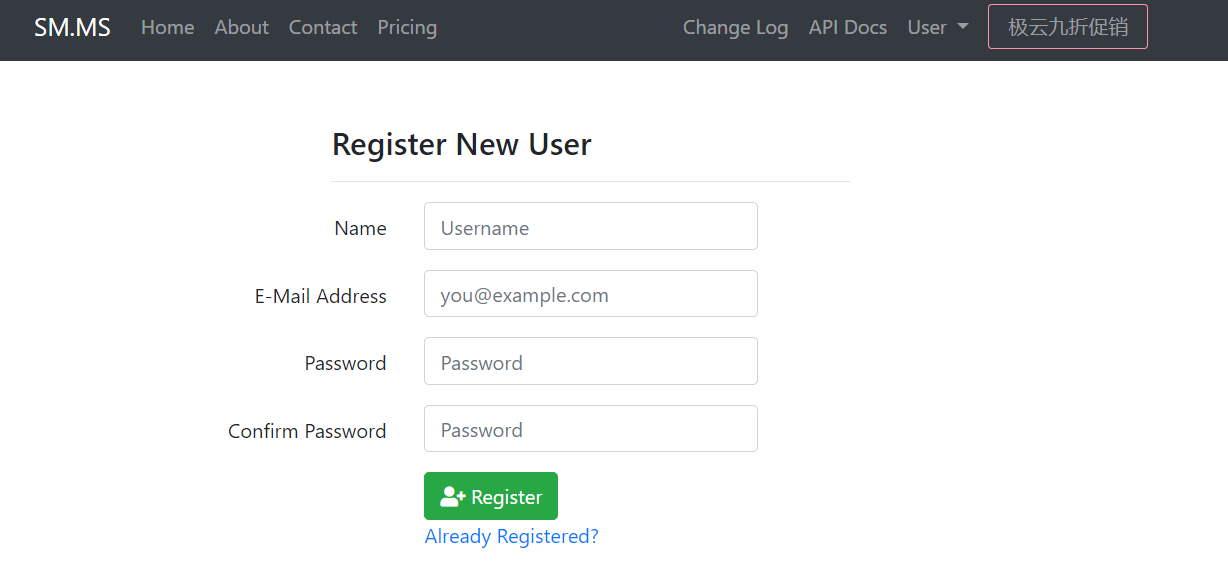 SM.MS Home About Contact Pricing Change Log API Docs User 极云九折促销
Register New User
Name Username
E-Mail Address you@example.com
Password Password
Confirm Password Password
Register
Already Registered?